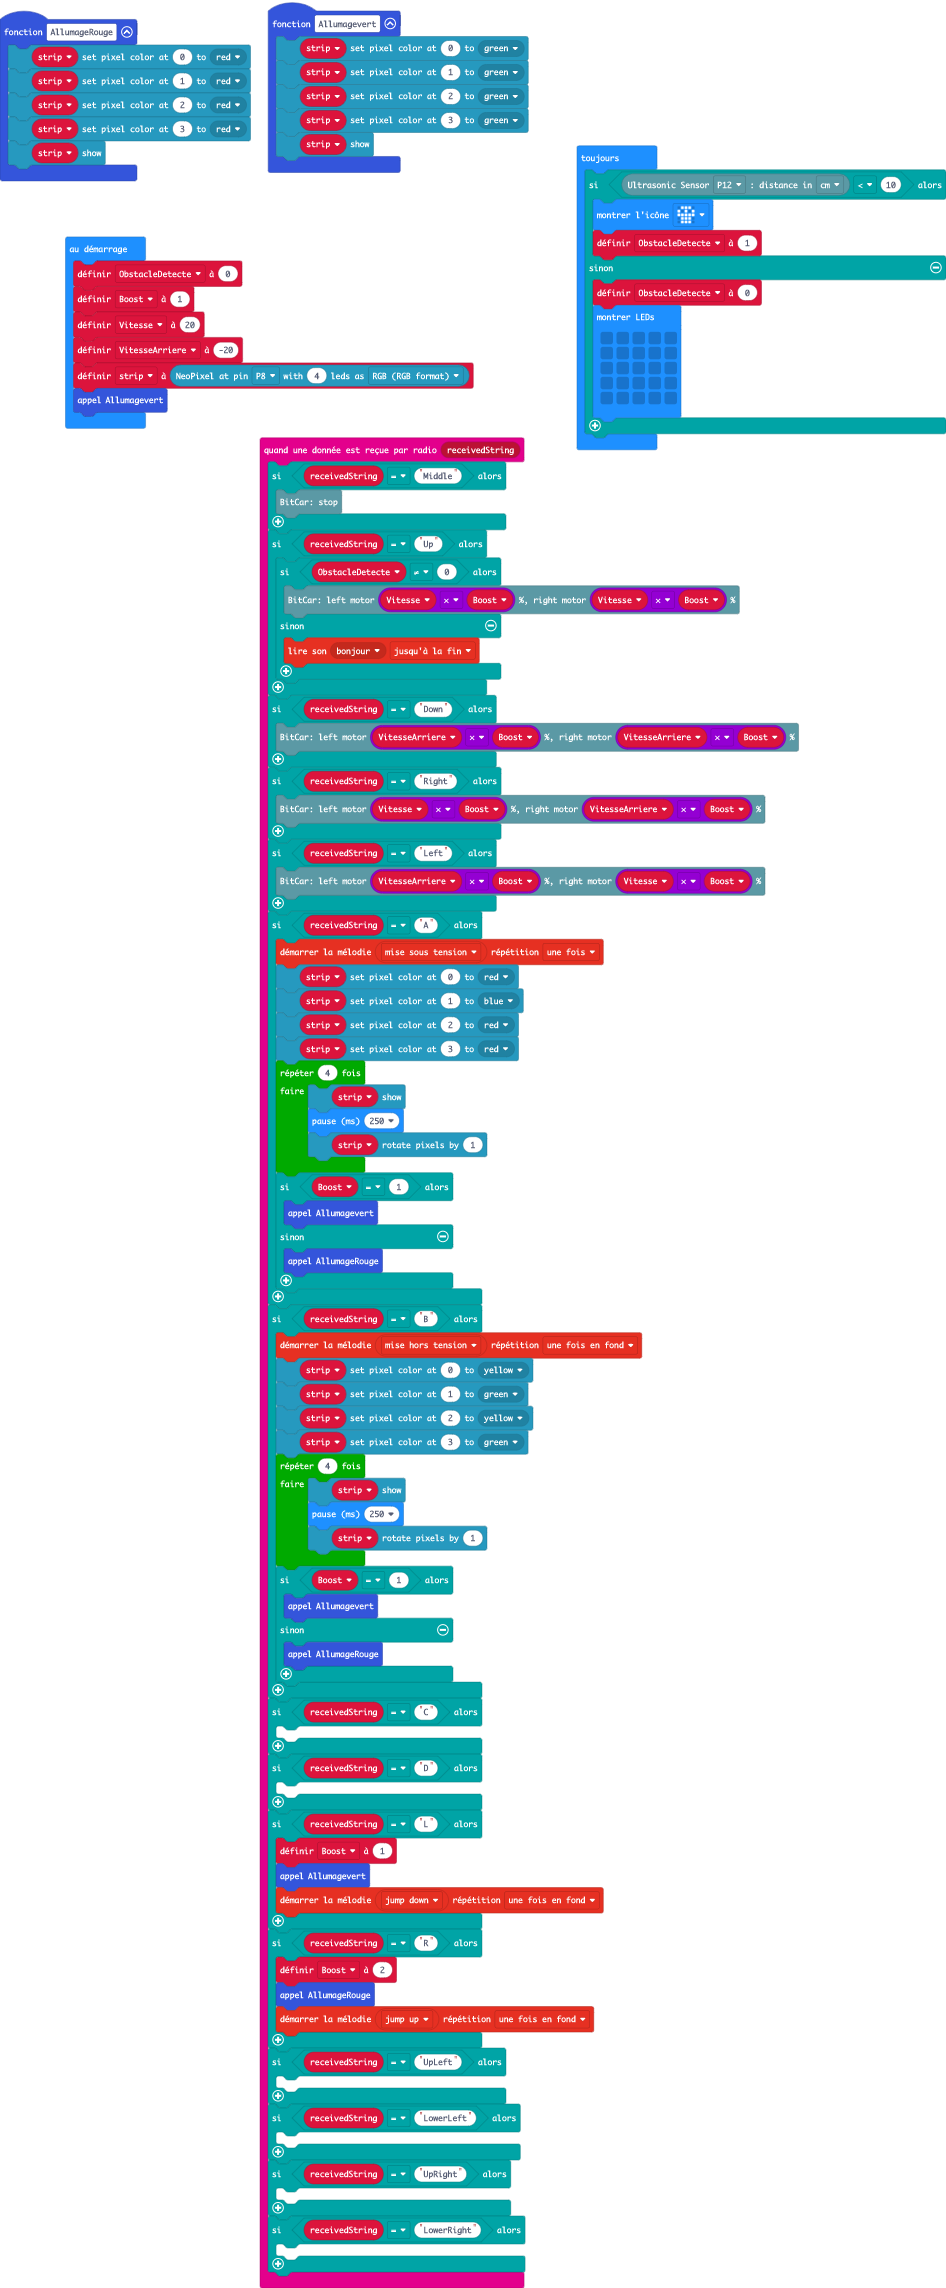 fonction AllumageRouge
strip set pixel color at 0 to red
strip set pixel color at 1 to red
strip set pixel color at 2 to red
strip set pixel color at 3 to red
strip show
fonction Allumagevert
strip set pixel color at 0 to green
strip set pixel color at 1 to green
strip set pixel color at 2 to green
strip set pixel color at 3 to green
strip show
toujours
si Ultrasonic Sensor P12 : distance in cm < 10 alors
montrer l'icône
définir ObstacleDetecte à 1
sinon
définir ObstacleDetecte à 0
montrer LEDs
au démarrage
définir ObstacleDetecte à 0
définir Boost à 1
définir Vitesse à 20
définir VitesseArriere à -20
définir strip à NeoPixel at pin P8 with 4 leds as RGB (RGB format)
appel Allumagevert
quand une donnée est reçue par radio receivedString
si receivedString = "Middle" alors
BitCar: stop
si receivedString = "Up" alors
si ObstacleDetecte ≠ 0 alors
BitCar: left motor Vitesse × Boost %, right motor Vitesse × Boost %
sinon
lire son bonjour jusqu'à la fin
si receivedString = "Down" alors
BitCar: left motor VitesseArriere × Boost %, right motor VitesseArriere × Boost %
si receivedString = "Right" alors
BitCar: left motor Vitesse × Boost %, right motor VitesseArriere × Boost %
si receivedString = "Left" alors
BitCar: left motor VitesseArriere × Boost %, right motor Vitesse × Boost %
si receivedString = "A" alors
démarrer la mélodie mise sous tension répétition une fois
strip set pixel color at 0 to red
strip set pixel color at 1 to blue
strip set pixel color at 2 to red
strip set pixel color at 3 to red
répéter 4 fois
faire
strip show
pause (ms) 250
strip rotate pixels by 1
si Boost = 1 alors
appel Allumagevert
sinon
appel AllumageRouge
si receivedString = "B" alors
démarrer la mélodie mise hors tension répétition une fois en fond
strip set pixel color at 0 to yellow
strip set pixel color at 1 to green
strip set pixel color at 2 to yellow
strip set pixel color at 3 to green
répéter 4 fois
faire
strip show
pause (ms) 250
strip rotate pixels by 1
si Boost = 1 alors
appel Allumagevert
sinon
appel AllumageRouge
si receivedString = "C" alors
si receivedString = "D" alors
si receivedString = "L" alors
définir Boost à 1
appel Allumagevert
démarrer la mélodie jump down répétition une fois en fond
si receivedString = "R" alors
définir Boost à 2
appel AllumageRouge
démarrer la mélodie jump up répétition une fois en fond
si receivedString = "UpLeft" alors
si receivedString = "LowerLeft" alors
si receivedString = "UpRight" alors
si receivedString = "LowerRight" alors